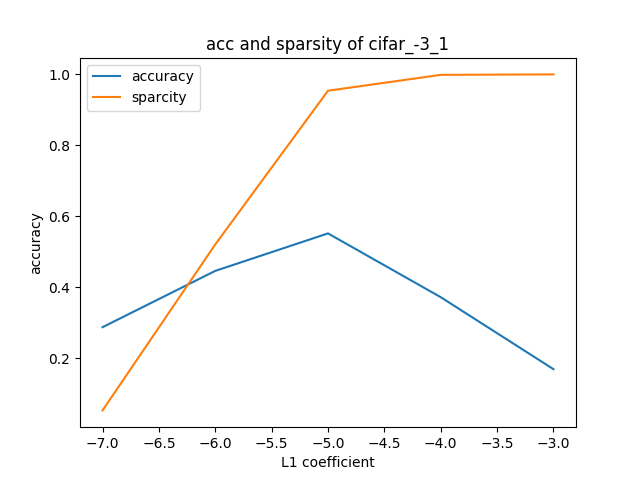 acc and sparsity of cifar_-3_1
accuracy
sparcity
1.0
0.8
0.6
0.4
0.2
accuracy
−7.0 −6.5 −6.0 −5.5 −5.0 −4.5 −4.0 −3.5 −3.0
L1 coefficient